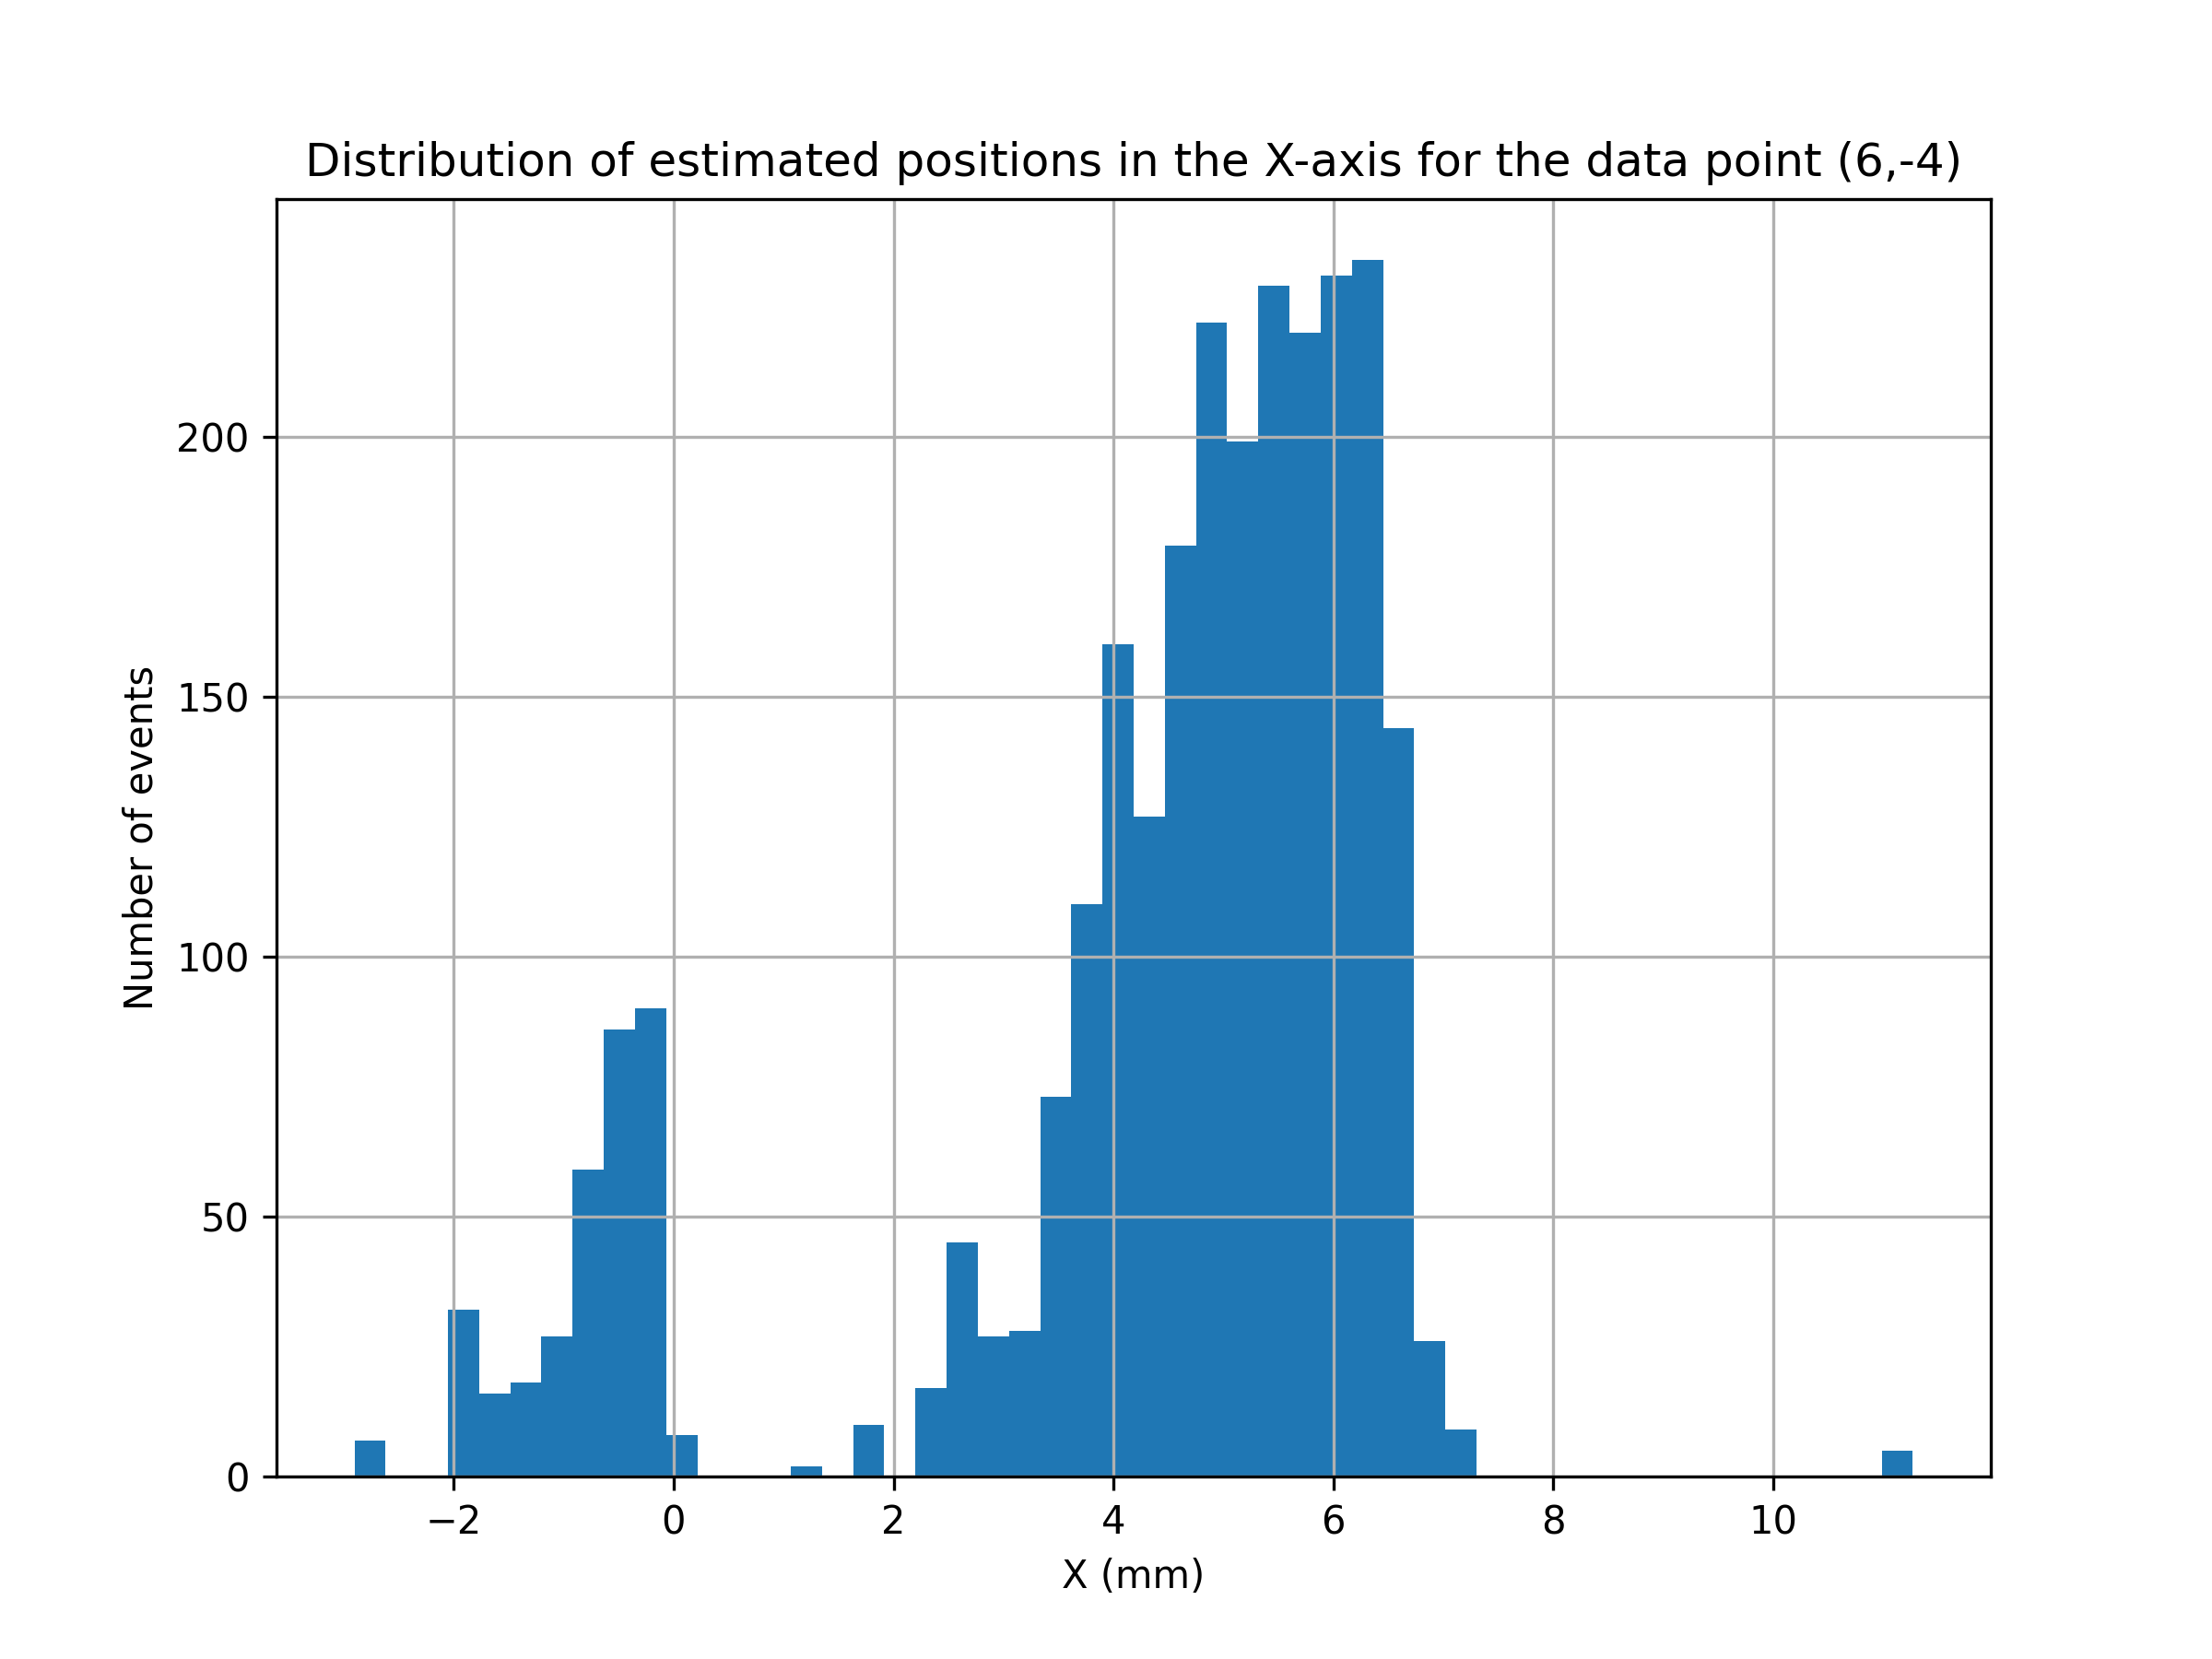 Distribution of estimated positions in the X-axis for the data point (6,-4)
200
150
100
50
0
Number of events
−2 0 2 4 6 8 10
X (mm)